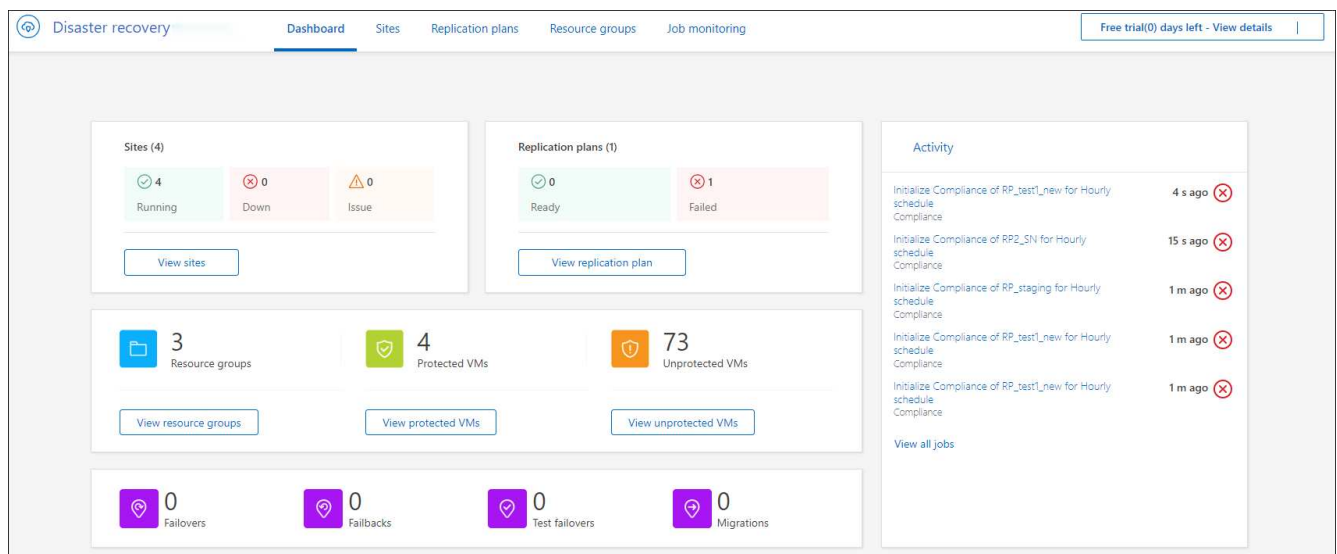 Disaster recovery
Dashboard
Sites
Replication plans
Resource groups
Job monitoring
Free trial(0) days left - View details
Sites (4)
4
Running
0
Down
0
Issue
View sites
Replication plans (1)
0
Ready
1
Failed
View replication plan
3
Resource groups
View resource groups
4
Protected VMs
View protected VMs
73
Unprotected VMs
View unprotected VMs
0
Failovers
0
Failbacks
0
Test failovers
0
Migrations
Activity
Initialize Compliance of RP_test1_new for Hourly
schedule
Compliance
4 s ago
Initialize Compliance of RP2_SN for Hourly
schedule
Compliance
15 s ago
Initialize Compliance of RP_staging for Hourly
schedule
Compliance
1 m ago
Initialize Compliance of RP_test1_new for Hourly
schedule
Compliance
1 m ago
Initialize Compliance of RP_test1_new for Hourly
schedule
Compliance
1 m ago
View all jobs